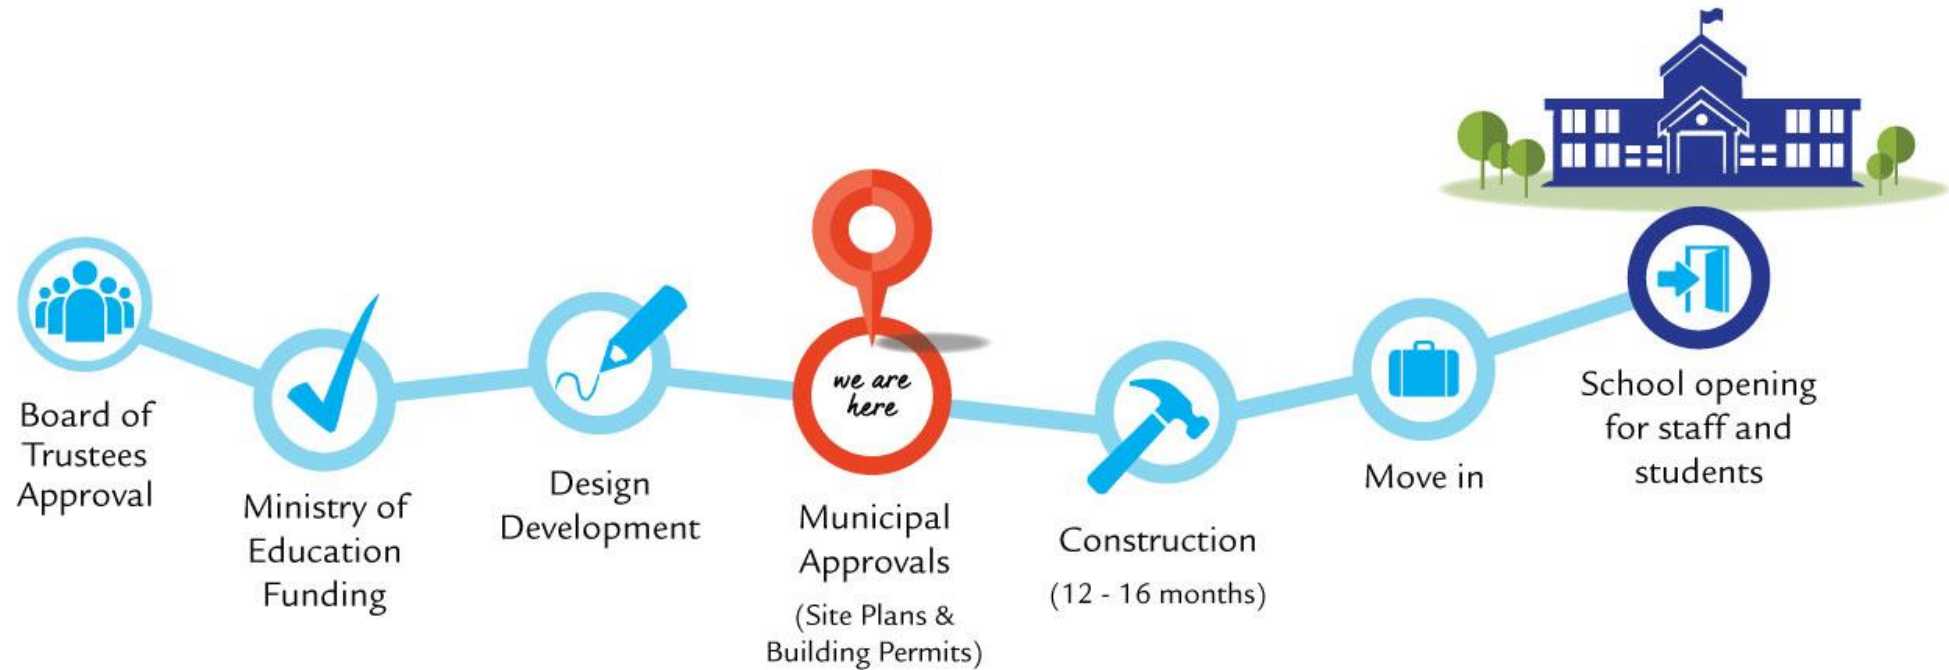 Board of
Trustees
Approval
Ministry of
Education
Funding
Design
Development
we are
here
Municipal
Approvals
(Site Plans &
Building Permits)
Construction
(12 - 16 months)
Move in
School opening
for staff and
students